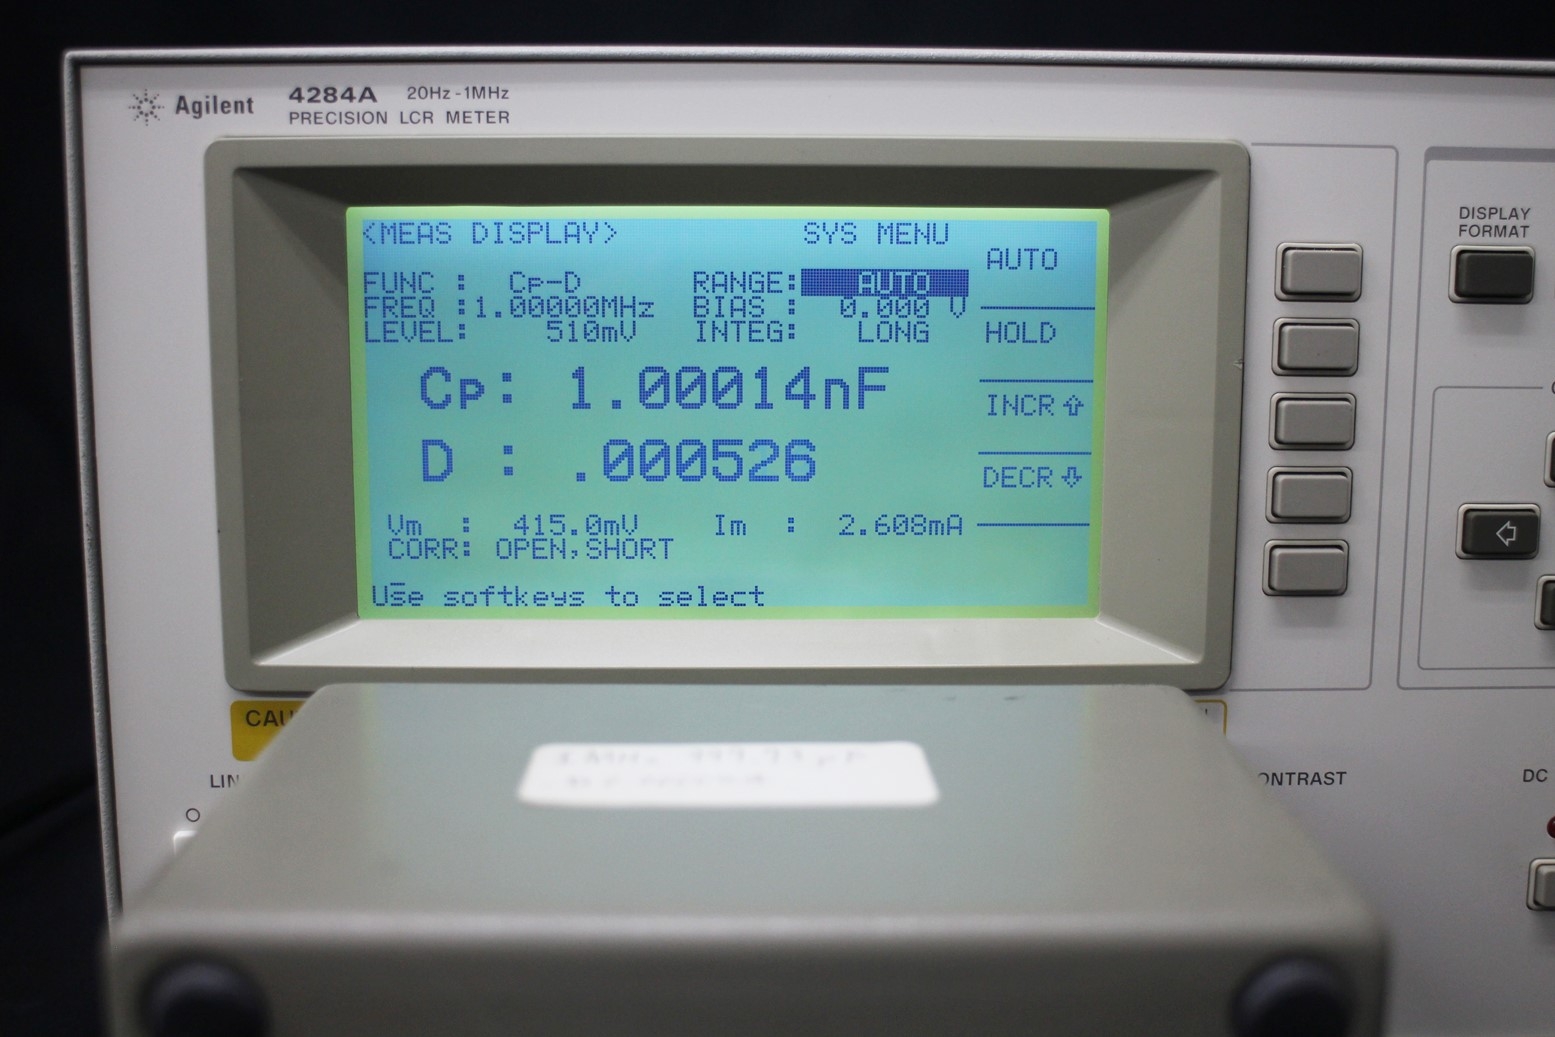 Agilent 4284A 20Hz-1MHz
PRECISION LCR METER
<MEAS DISPLAY> SYS MENU
AUTO
FUNC : Cp-D RANGE: AUTO
FREQ :1.00000MHz BIAS : 0.000 V
LEVEL: 510mV INTEG: LONG
HOLD
Cp: 1.00014nF
INCR⇧
D : .000526
DECR⇩
Vm : 415.0mV Im : 2.608mA
CORR: OPEN,SHORT
Use softkeys to select
DISPLAY
FORMAT
DC